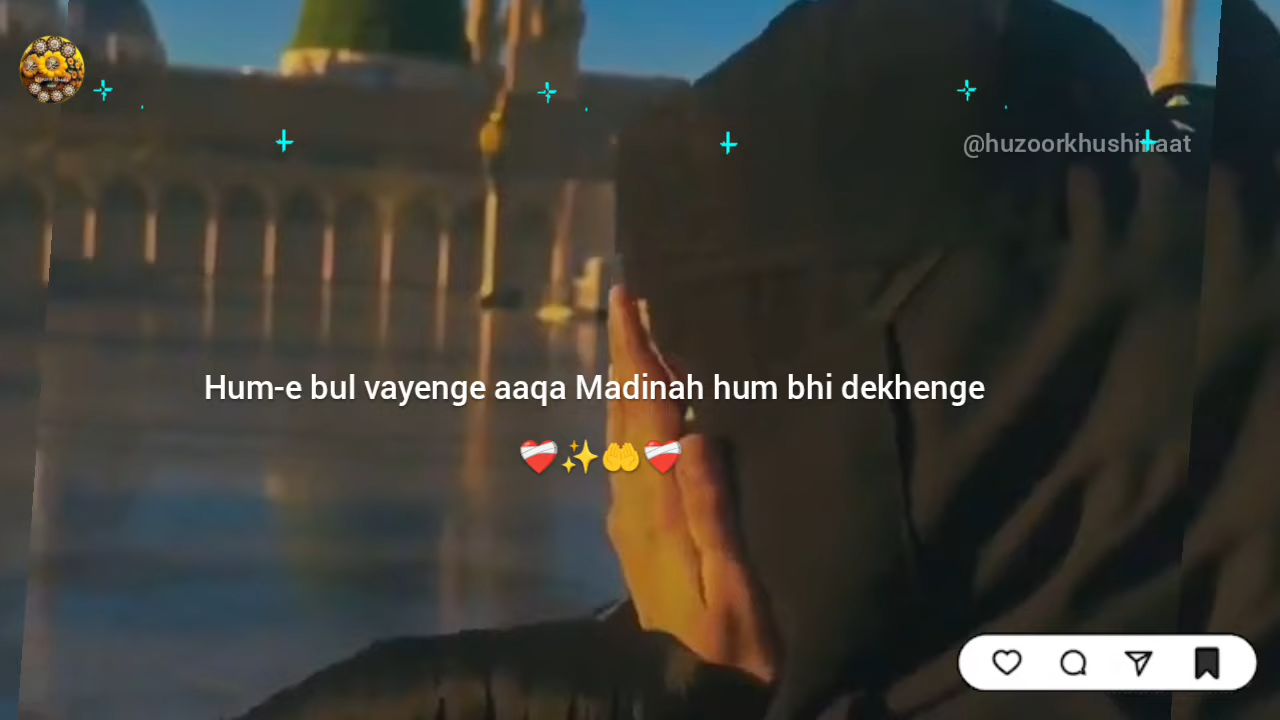 @huzoorkhushinaat
Hum-e bul vayenge aaqa Madinah hum bhi dekhenge
❤️‍🩹✨🤲❤️‍🩹